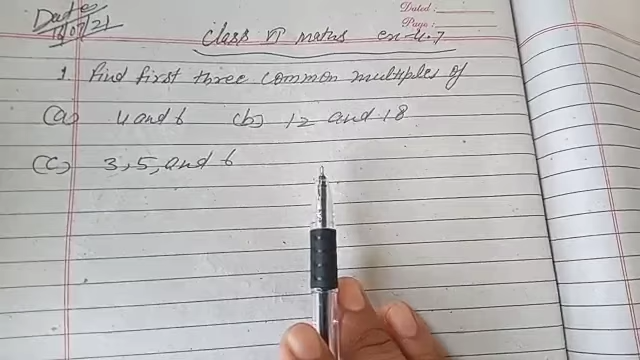 Dated:
Page:
Date
10/07/21
Class VI maths ex-4.7
1 Find first three common multiples of
(a) 4 and 6 (b) 12 and 18
(c) 3, 5, and 6